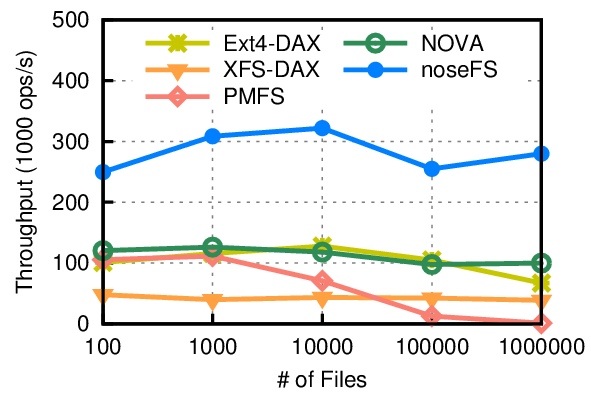 500
400
300
200
100
0
Throughput (1000 ops/s)
Ext4-DAX
XFS-DAX
PMFS
NOVA
noseFS
100 1000 10000 100000 1000000
# of Files